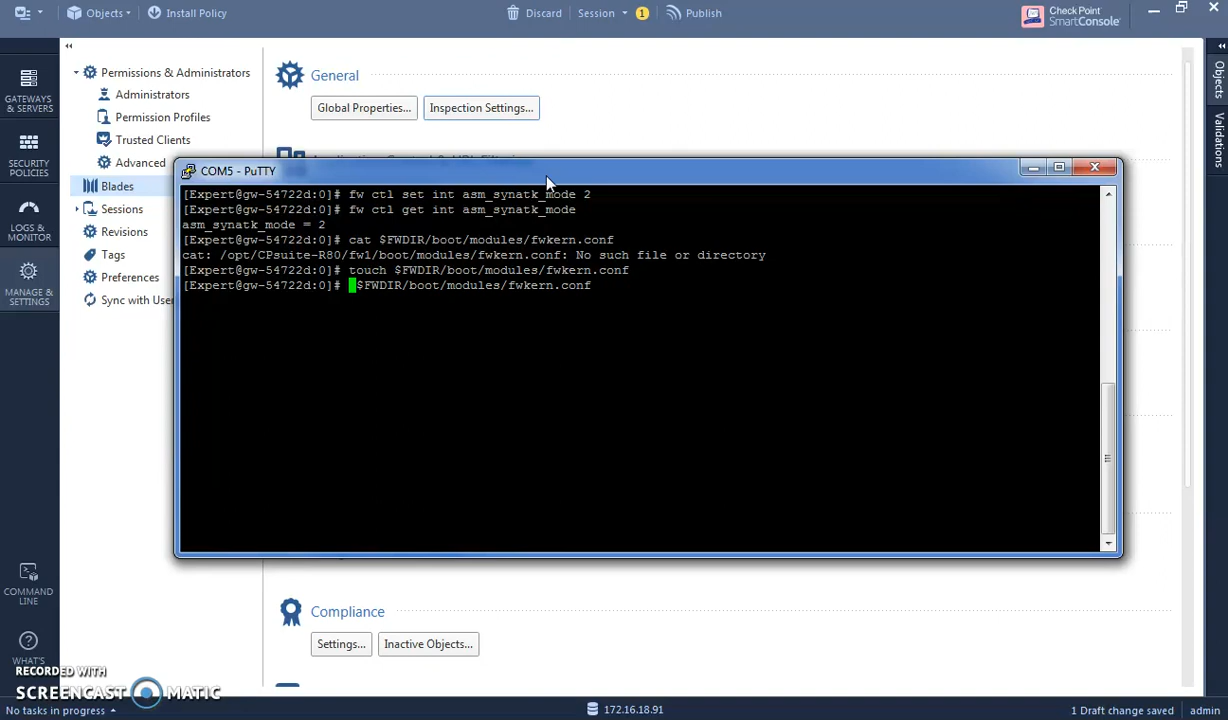 Objects
Install Policy
Discard
Session
1
Publish
Check Point
SmartConsole
GATEWAYS
& SERVERS
SECURITY
POLICIES
LOGS &
MONITOR
MANAGE &
SETTINGS
COMMAND
LINE
WHAT'S
Permissions & Administrators
Administrators
Permission Profiles
Trusted Clients
Advanced
Blades
Sessions
Revisions
Tags
Preferences
Sync with User
General
Global Properties...
Inspection Settings...
COM5 - PuTTY
[Expert@gw-54722d:0]# fw ctl set int asm_synatk_mode 2
[Expert@gw-54722d:0]# fw ctl get int asm_synatk_mode
asm_synatk_mode = 2
[Expert@gw-54722d:0]# cat $FWDIR/boot/modules/fwkern.conf
cat: /opt/CPsuite-R80/fw1/boot/modules/fwkern.conf: No such file or directory
[Expert@gw-54722d:0]# touch $FWDIR/boot/modules/fwkern.conf
[Expert@gw-54722d:0]# $FWDIR/boot/modules/fwkern.conf
Compliance
Settings...
Inactive Objects...
Objects
Validations
RECORDED WITH
SCREENCAST MATIC
No tasks in progress
172.16.18.91
1 Draft change saved
admin